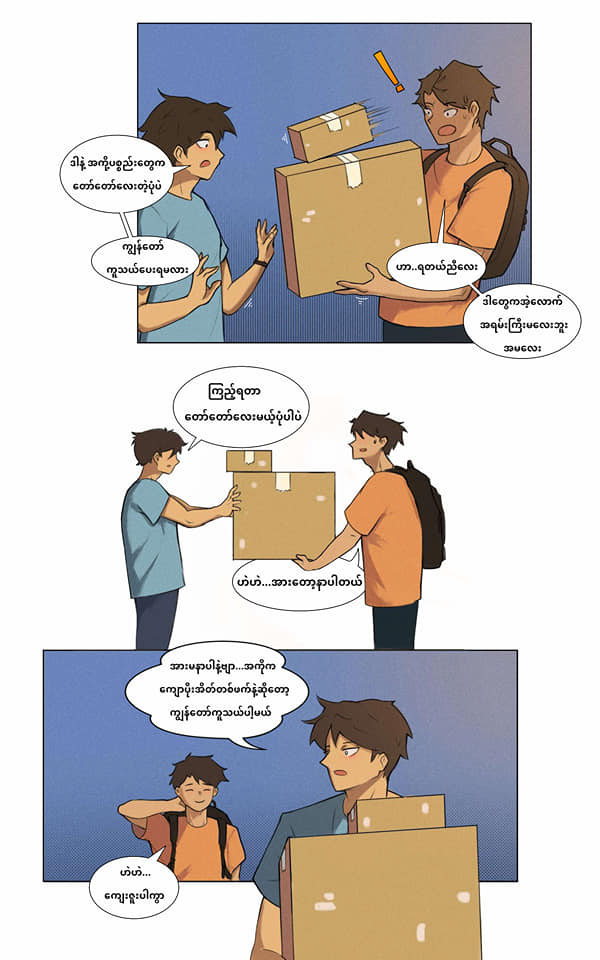 ဒါနဲ့ အကို့ပစ္စည်းတွေက
တော်တော်လေးတဲ့ပုံပဲ
ကျွန်တော်
ကူသယ်ပေးရမလား
ဟာ..ရတယ်ညီလေး
ဒါတွေကအဲ့လောက်
အရမ်းကြီးမလေးဘူး
အမလေး
ကြည့်ရတာ
တော်တော်လေးမယ့်ပုံပါပဲ
ဟဲဟဲ...အားတော့နာပါတယ်
အားမနာပါနဲ့ဗျာ...အကိုက
ကျောပိုးအိတ်တစ်ဖက်နဲ့ဆိုတော့
ကျွန်တော်ကူသယ်ပါ့မယ်
ဟဲဟဲ...
ကျေးဇူးပါကွာ